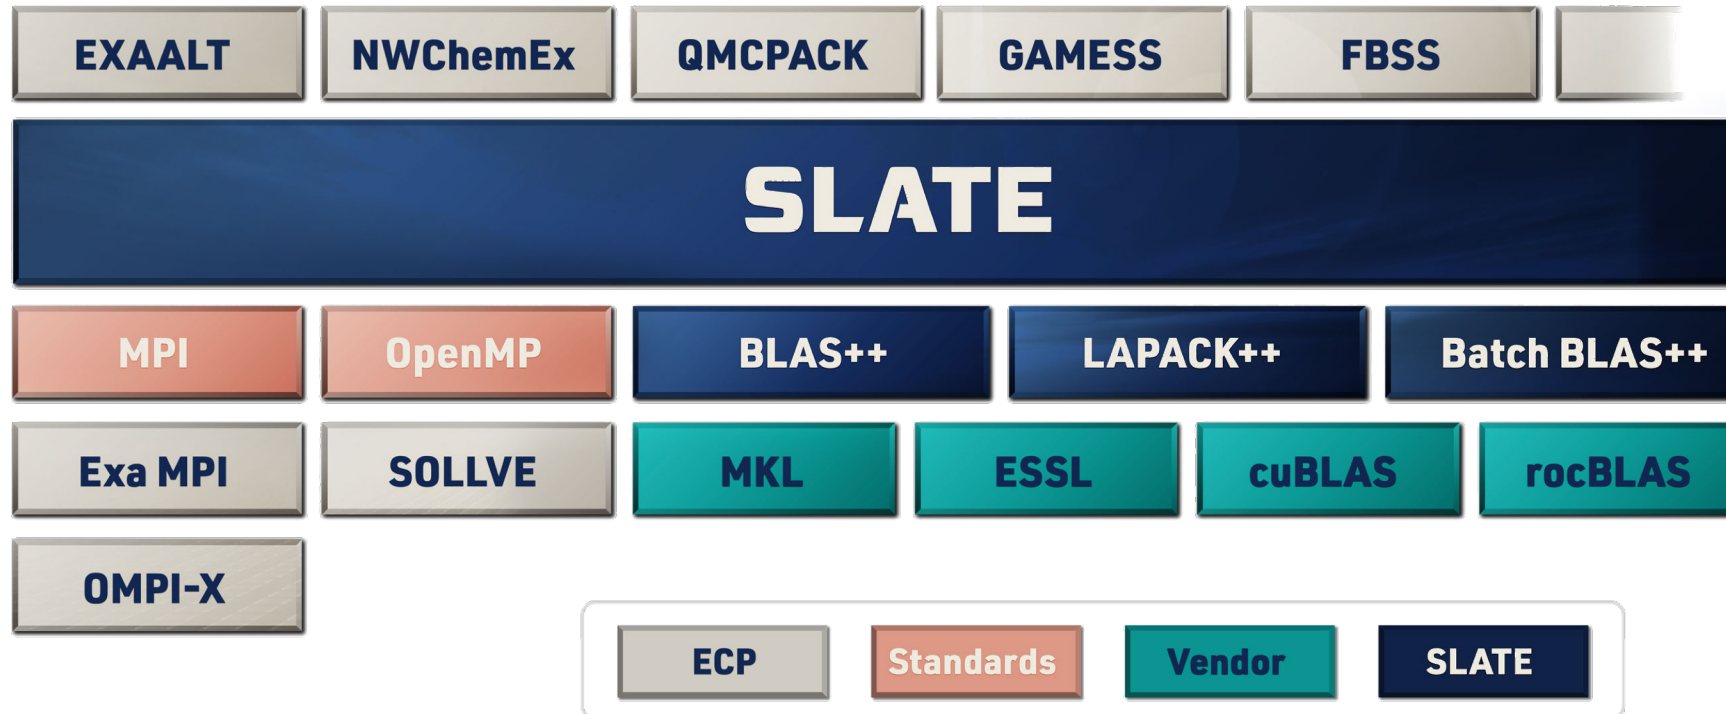 EXAALT NWChemEx QMCPACK GAMESS FBSS
SLATE
MPI OpenMP BLAS++ LAPACK++ Batch BLAS++
Exa MPI SOLLVE MKL ESSL cuBLAS rocBLAS
OMPI-X
ECP Standards Vendor SLATE